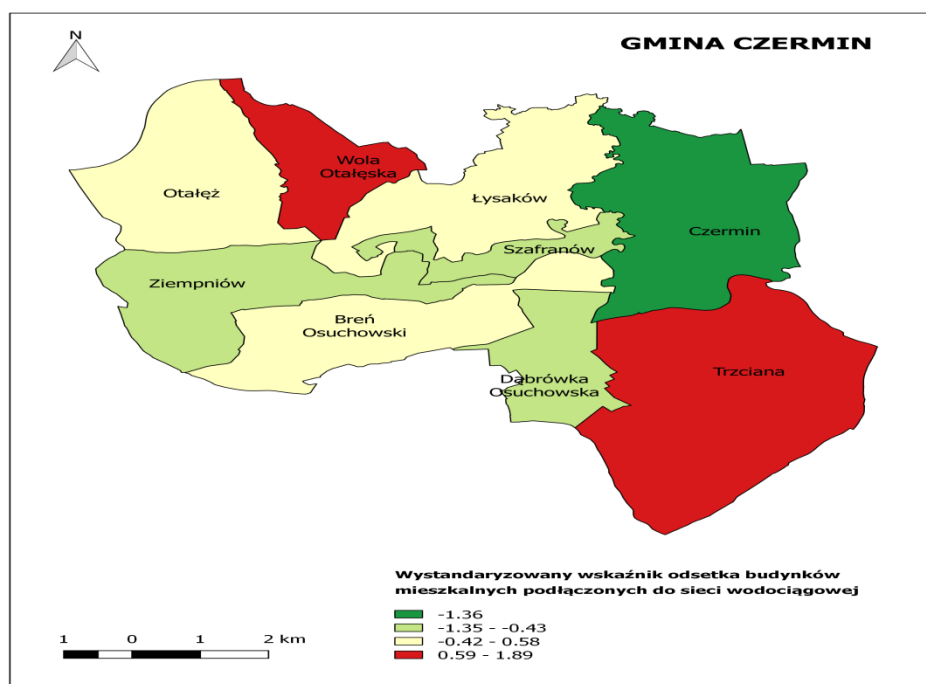 N
GMINA CZERMIN
Wola
Otałęska
Otałęż
Łysaków
Czermin
Szafranów
Ziempniów
Breń
Osuchowski
Trzciana
Dąbrówka
Osuchowska
Wystandaryzowany wskaźnik odsetka budynków
mieszkalnych podłączonych do sieci wodociągowej
-1.36
-1.35 - -0.43
-0.42 - 0.58
0.59 - 1.89
1 0 1 2 km